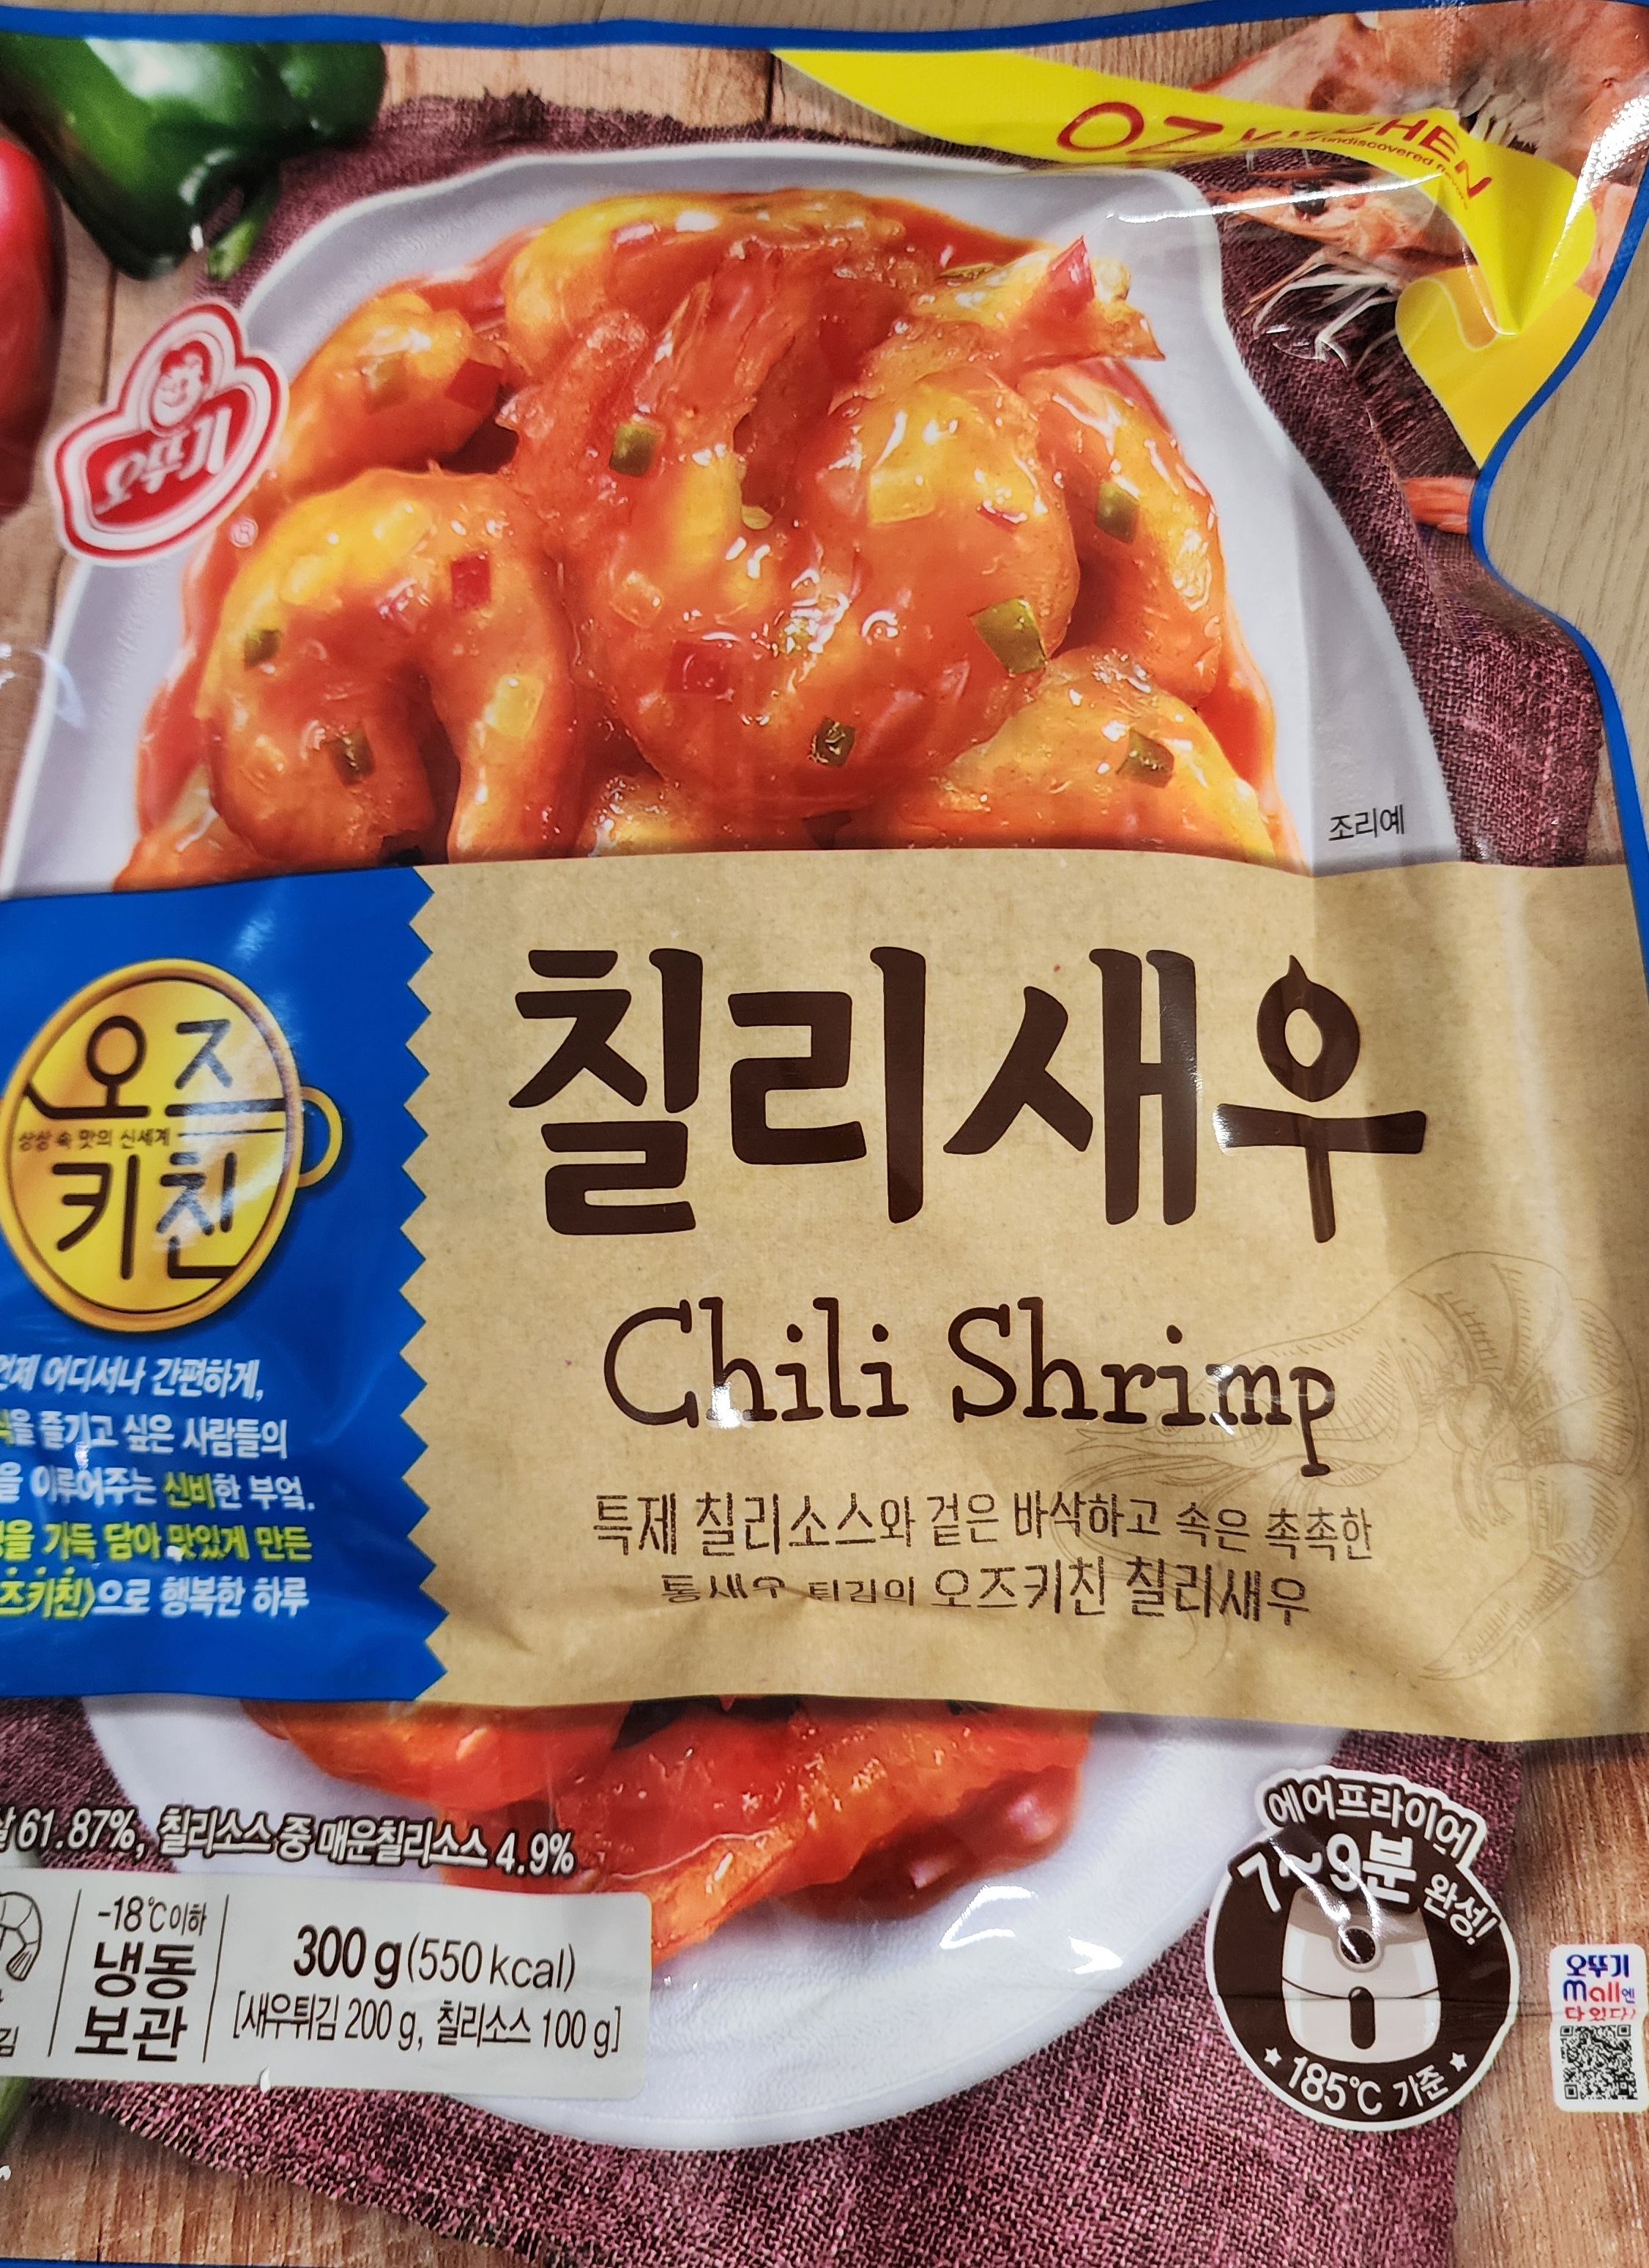 OZ KITCHEN
undiscovered
오뚜기
조리예
오즈
상상 속 맛의 신세계
키친
칠리새우
Chili Shrimp
특제 칠리소스와 겉은 바삭하고 속은 촉촉한
통새우 튀김의 오즈키친 칠리새우
언제 어디서나 간편하게,
을 즐기고 싶은 사람들의
을 이루어주는 신비한 부엌.
을 가득 담아 맛있게 만든
즈키친〉으로 행복한 하루
살 61.87%, 칠리소스 중 매운칠리소스 4.9%
-18℃이하
냉동
보관
300 g(550 kcal)
[새우튀김 200 g, 칠리소스 100 g]
김
에어프라이어
7~9분 완성!
185℃ 기준
오뚜기
mall엔
다 있다!